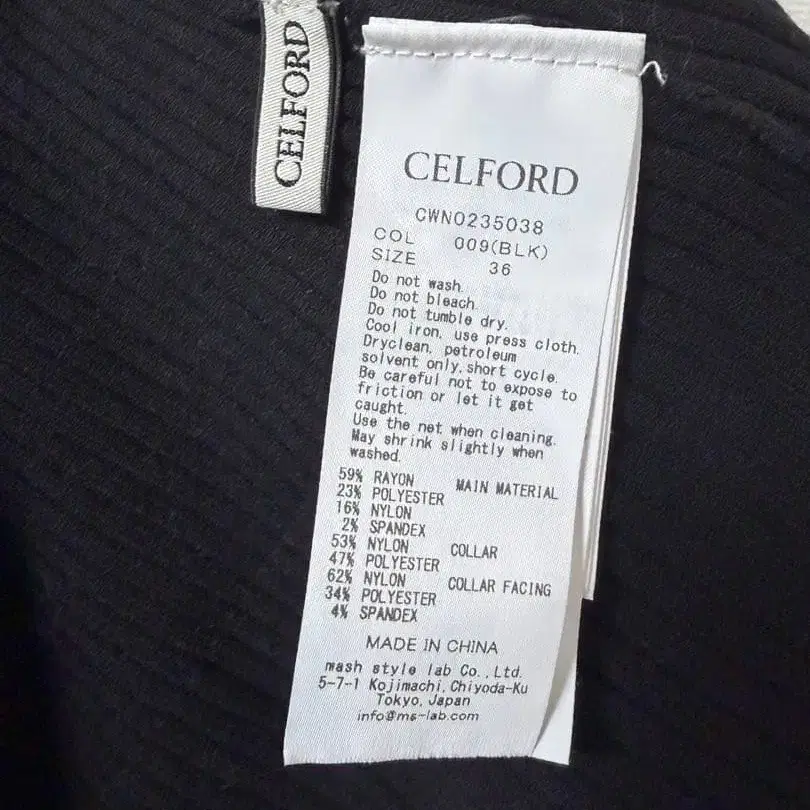 CELFORD
CELFORD
CWN0235038
COL 009(BLK)
SIZE 36
Do not wash.
Do not bleach.
Do not tumble dry.
Cool iron, use press cloth.
Dryclean, petroleum
solvent only, short cycle.
Be careful not to expose to
friction or let it get
caught.
Use the net when cleaning.
May shrink slightly when
washed.
59% RAYON MAIN MATERIAL
23% POLYESTER
16% NYLON
2% SPANDEX
53% NYLON COLLAR
47% POLYESTER
62% NYLON COLLAR FACING
34% POLYESTER
4% SPANDEX
MADE IN CHINA
mash style lab Co., Ltd.
5-7-1 Kojimachi, Chiyoda-Ku
Tokyo, Japan
info@ms-lab.com